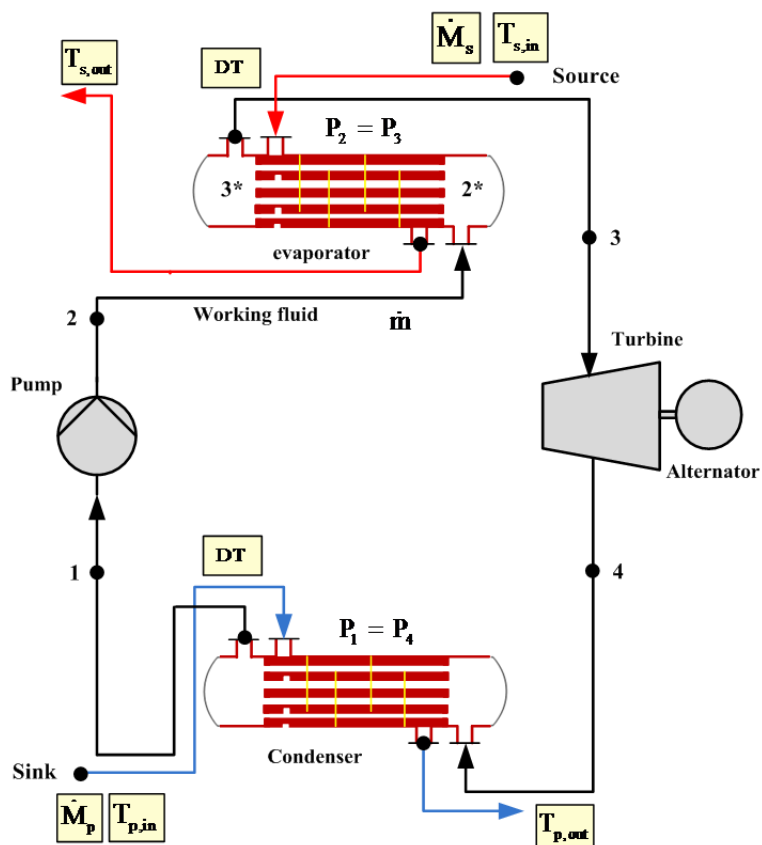 Ṁs Ts,in
Ts,out
DT
Source
P2 = P3
3* 2*
3
evaporator
2
Working fluid
ṁ
Turbine
Pump
Alternator
DT
1
4
P1 = P4
Condenser
Sink
Ṁp Tp,in
Tp,out